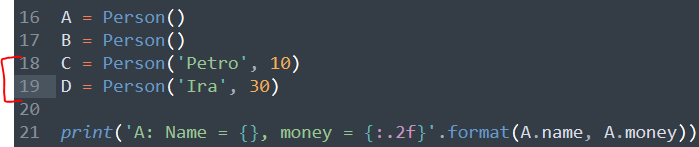 16 A = Person()
17 B = Person()
18 C = Person('Petro', 10)
19 D = Person('Ira', 30)
20
21 print('A: Name = {}, money = {:.2f}'.format(A.name, A.money))